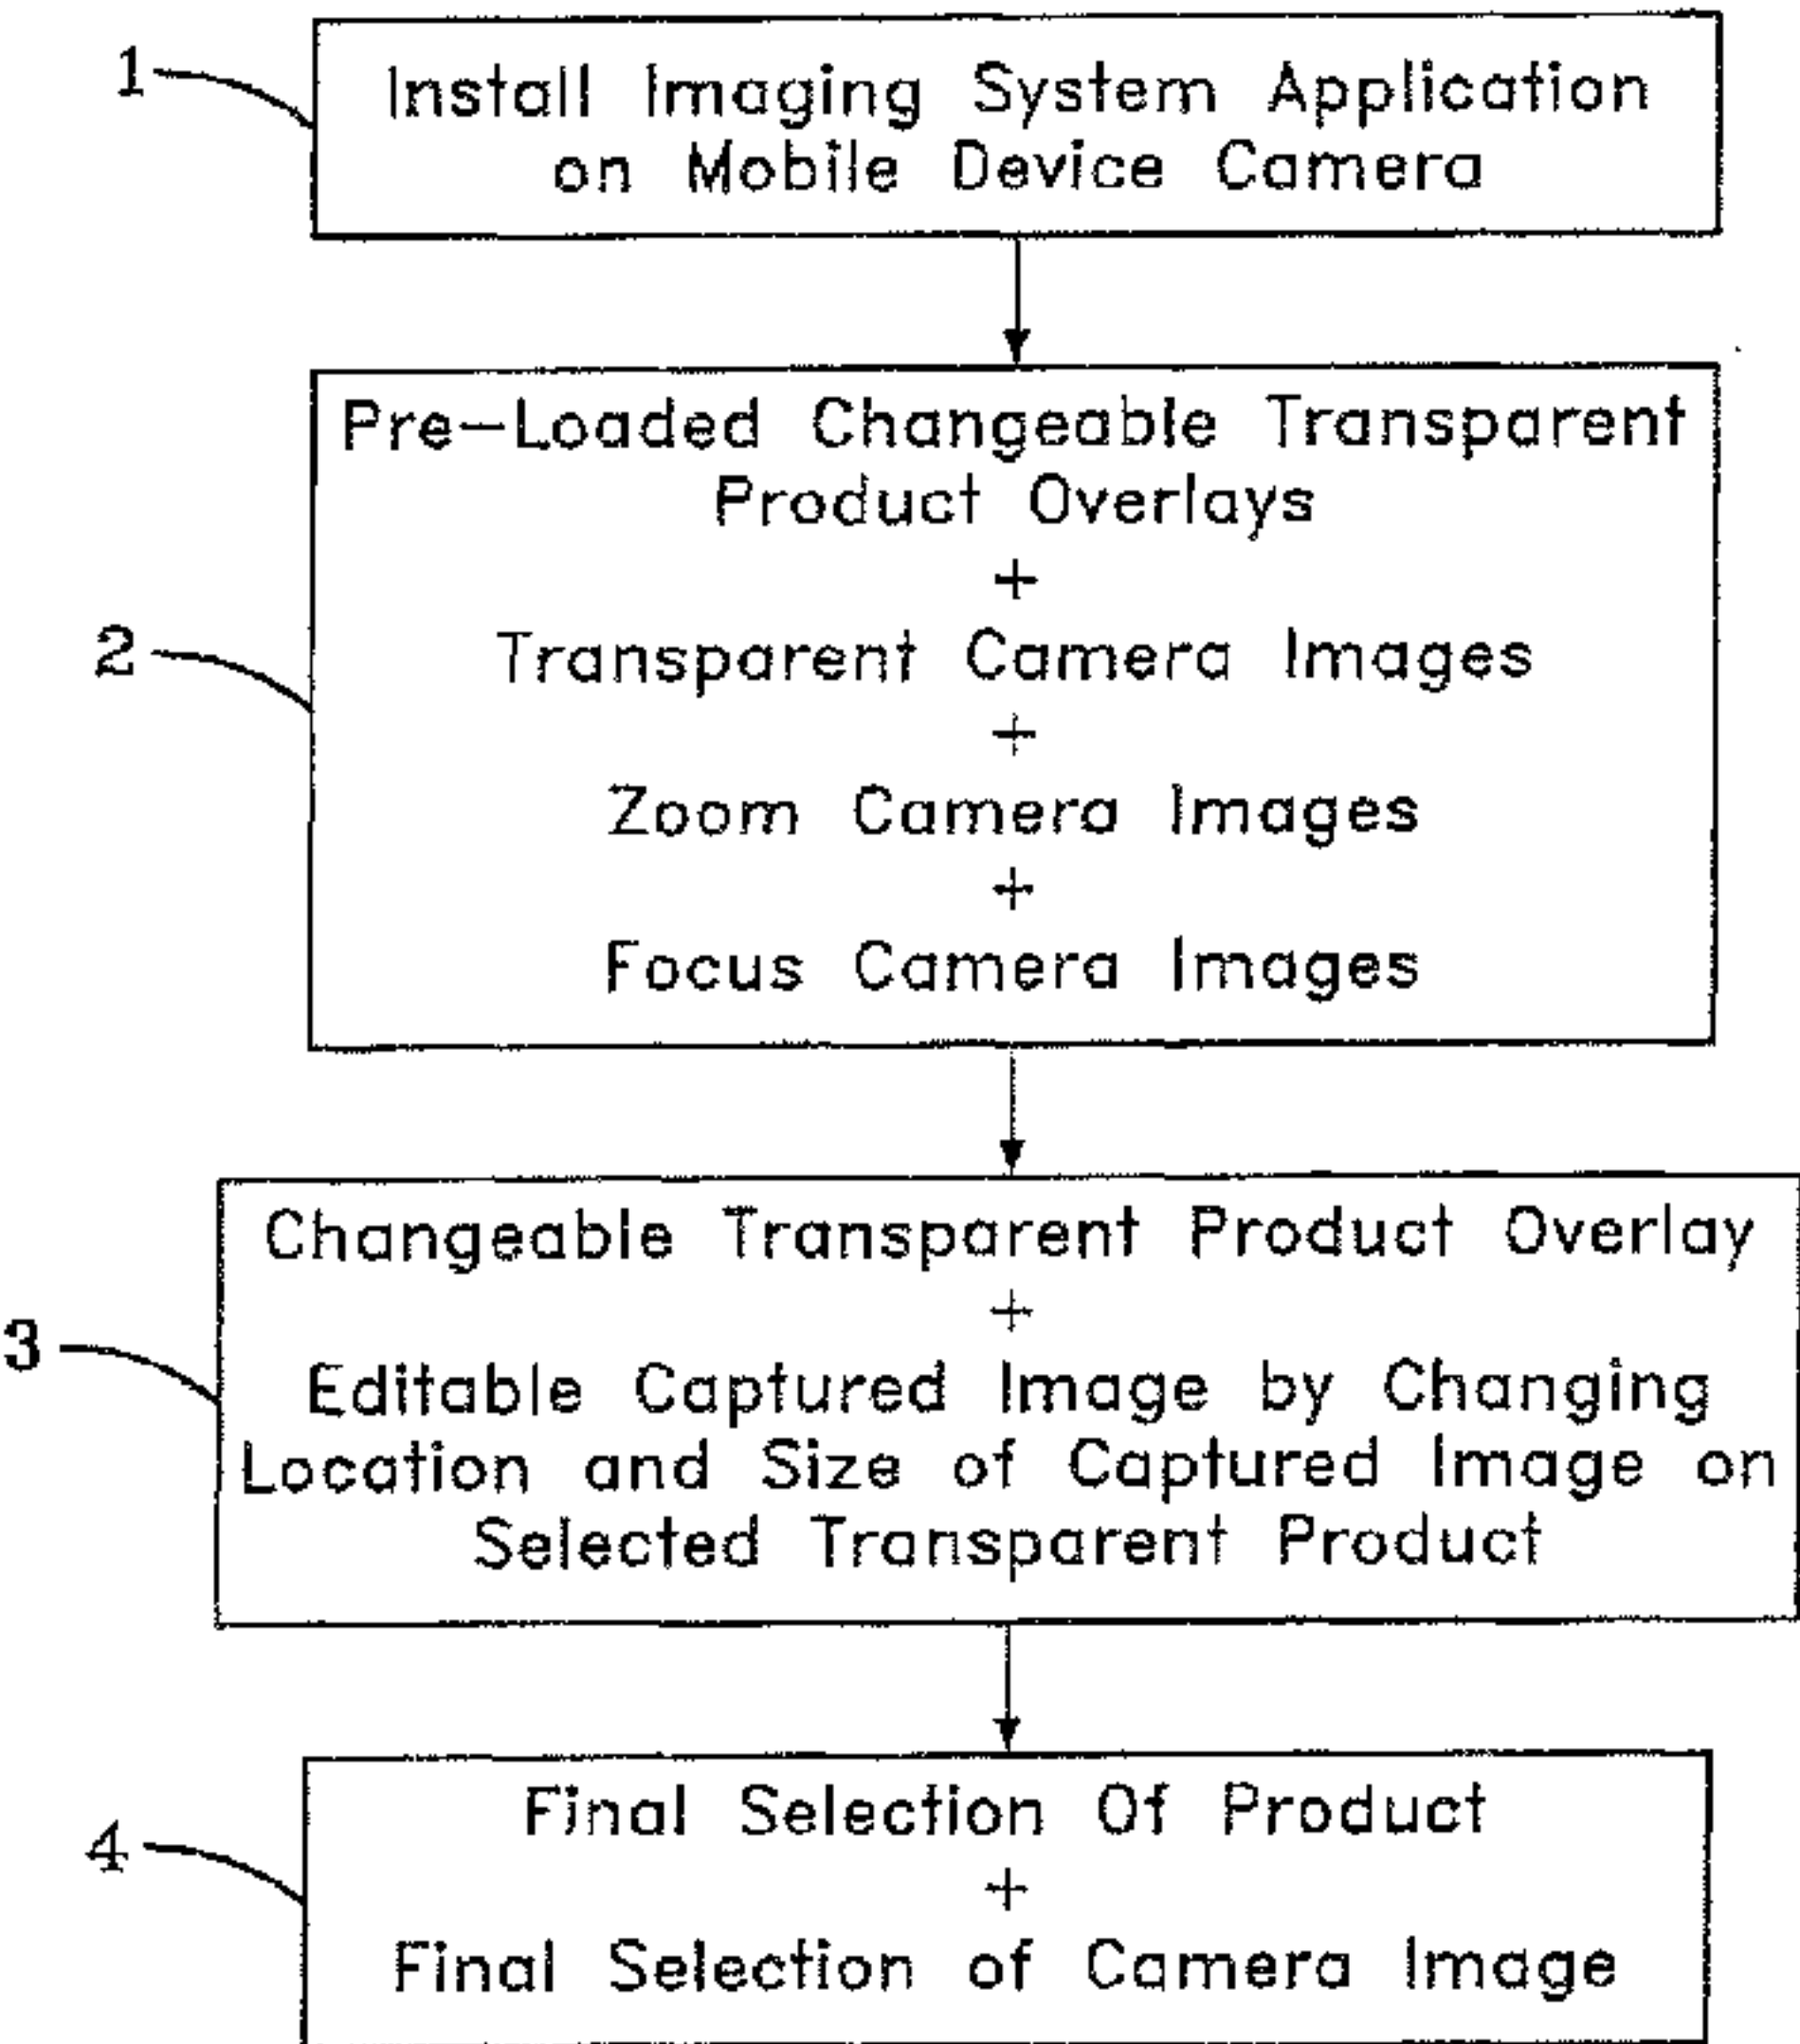 1
Install Imaging System Application
on Mobile Device Camera
2
Pre-Loaded Changeable Transparent
Product Overlays
+
Transparent Camera Images
+
Zoom Camera Images
+
Focus Camera Images
3
Changeable Transparent Product Overlay
+
Editable Captured Image by Changing
Location and Size of Captured Image on
Selected Transparent Product
4
Final Selection Of Product
+
Final Selection of Camera Image